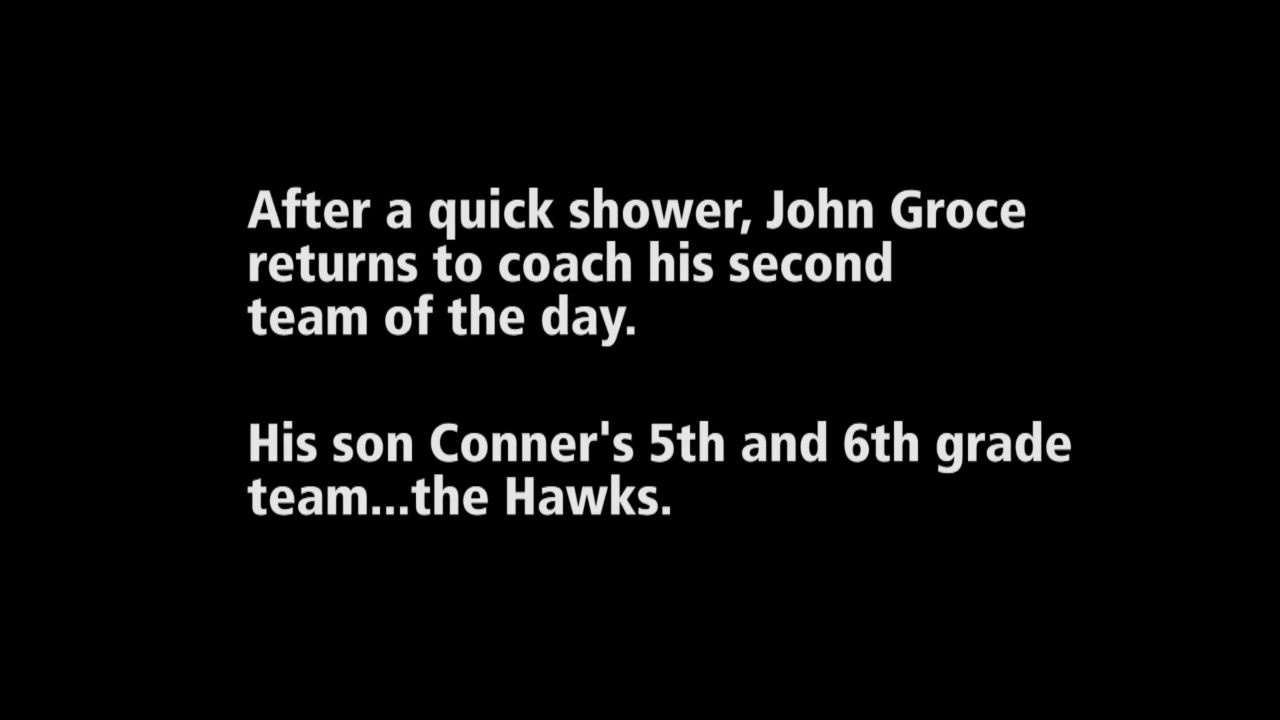 After a quick shower, John Groce
returns to coach his second
team of the day.
His son Conner's 5th and 6th grade
team...the Hawks.